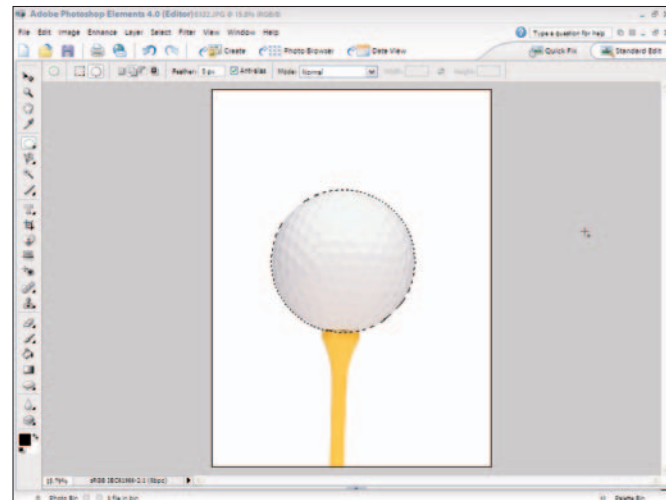 Adobe Photoshop Elements 4.0 (Editor)
File Edit Image Enhance Layer Select Filter View Window Help
Type a question for help
Create Photo Browser Date View
Quick Fix Standard Edit
Feather: 0 px Anti-alias Mode: Normal Width: Height:
Photo Bin
Palette Bin